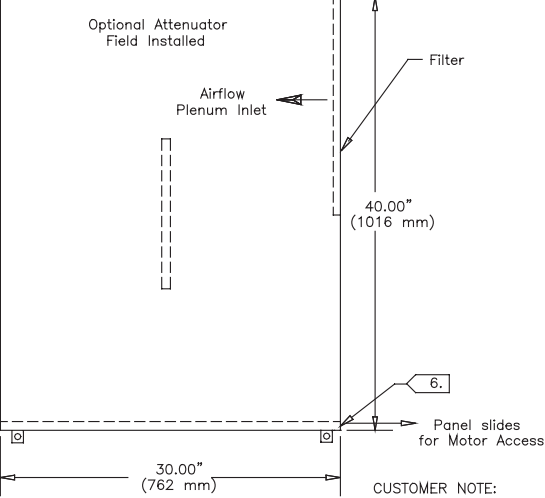 Optional Attenuator
Field Installed
Filter
Airflow
Plenum Inlet
40.00"
(1016 mm)
6.
Panel slides
for Motor Access
30.00"
(762 mm)
CUSTOMER NOTE: